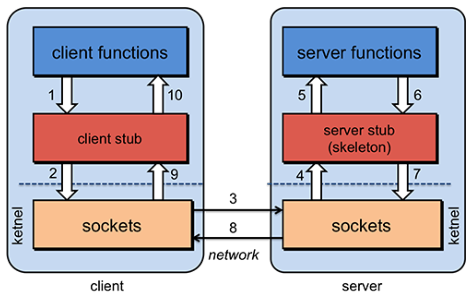 client functions
server functions
1
10
5
6
client stub
server stub
(skeleton)
2
9
4
7
3
ketnel
sockets
sockets
ketnel
8
network
client
server